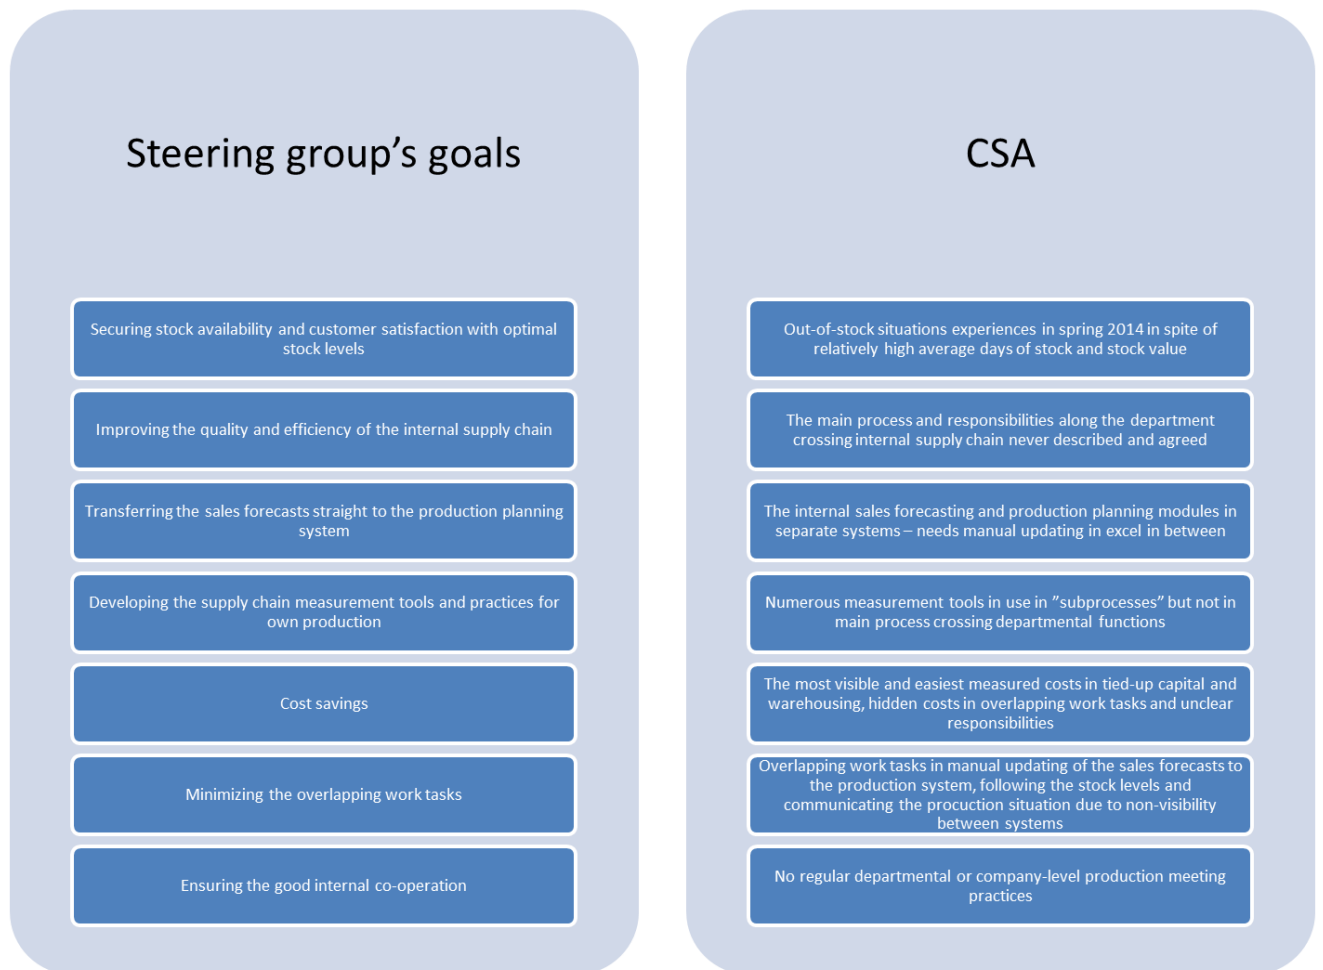 Steering group’s goals
Securing stock availability and customer satisfaction with optimal
stock levels
Improving the quality and efficiency of the internal supply chain
Transferring the sales forecasts straight to the production planning
system
Developing the supply chain measurement tools and practices for
own production
Cost savings
Minimizing the overlapping work tasks
Ensuring the good internal co-operation
CSA
Out-of-stock situations experiences in spring 2014 in spite of
relatively high average days of stock and stock value
The main process and responsibilities along the department
crossing internal supply chain never described and agreed
The internal sales forecasting and production planning modules in
separate systems – needs manual updating in excel in between
Numerous measurement tools in use in ”subprocesses” but not in
main process crossing departmental functions
The most visible and easiest measured costs in tied-up capital and
warehousing, hidden costs in overlapping work tasks and unclear
responsibilities
Overlapping work tasks in manual updating of the sales forecasts to
the production system, following the stock levels and
communicating the procuction situation due to non-visibility
between systems
No regular departmental or company-level production meeting
practices